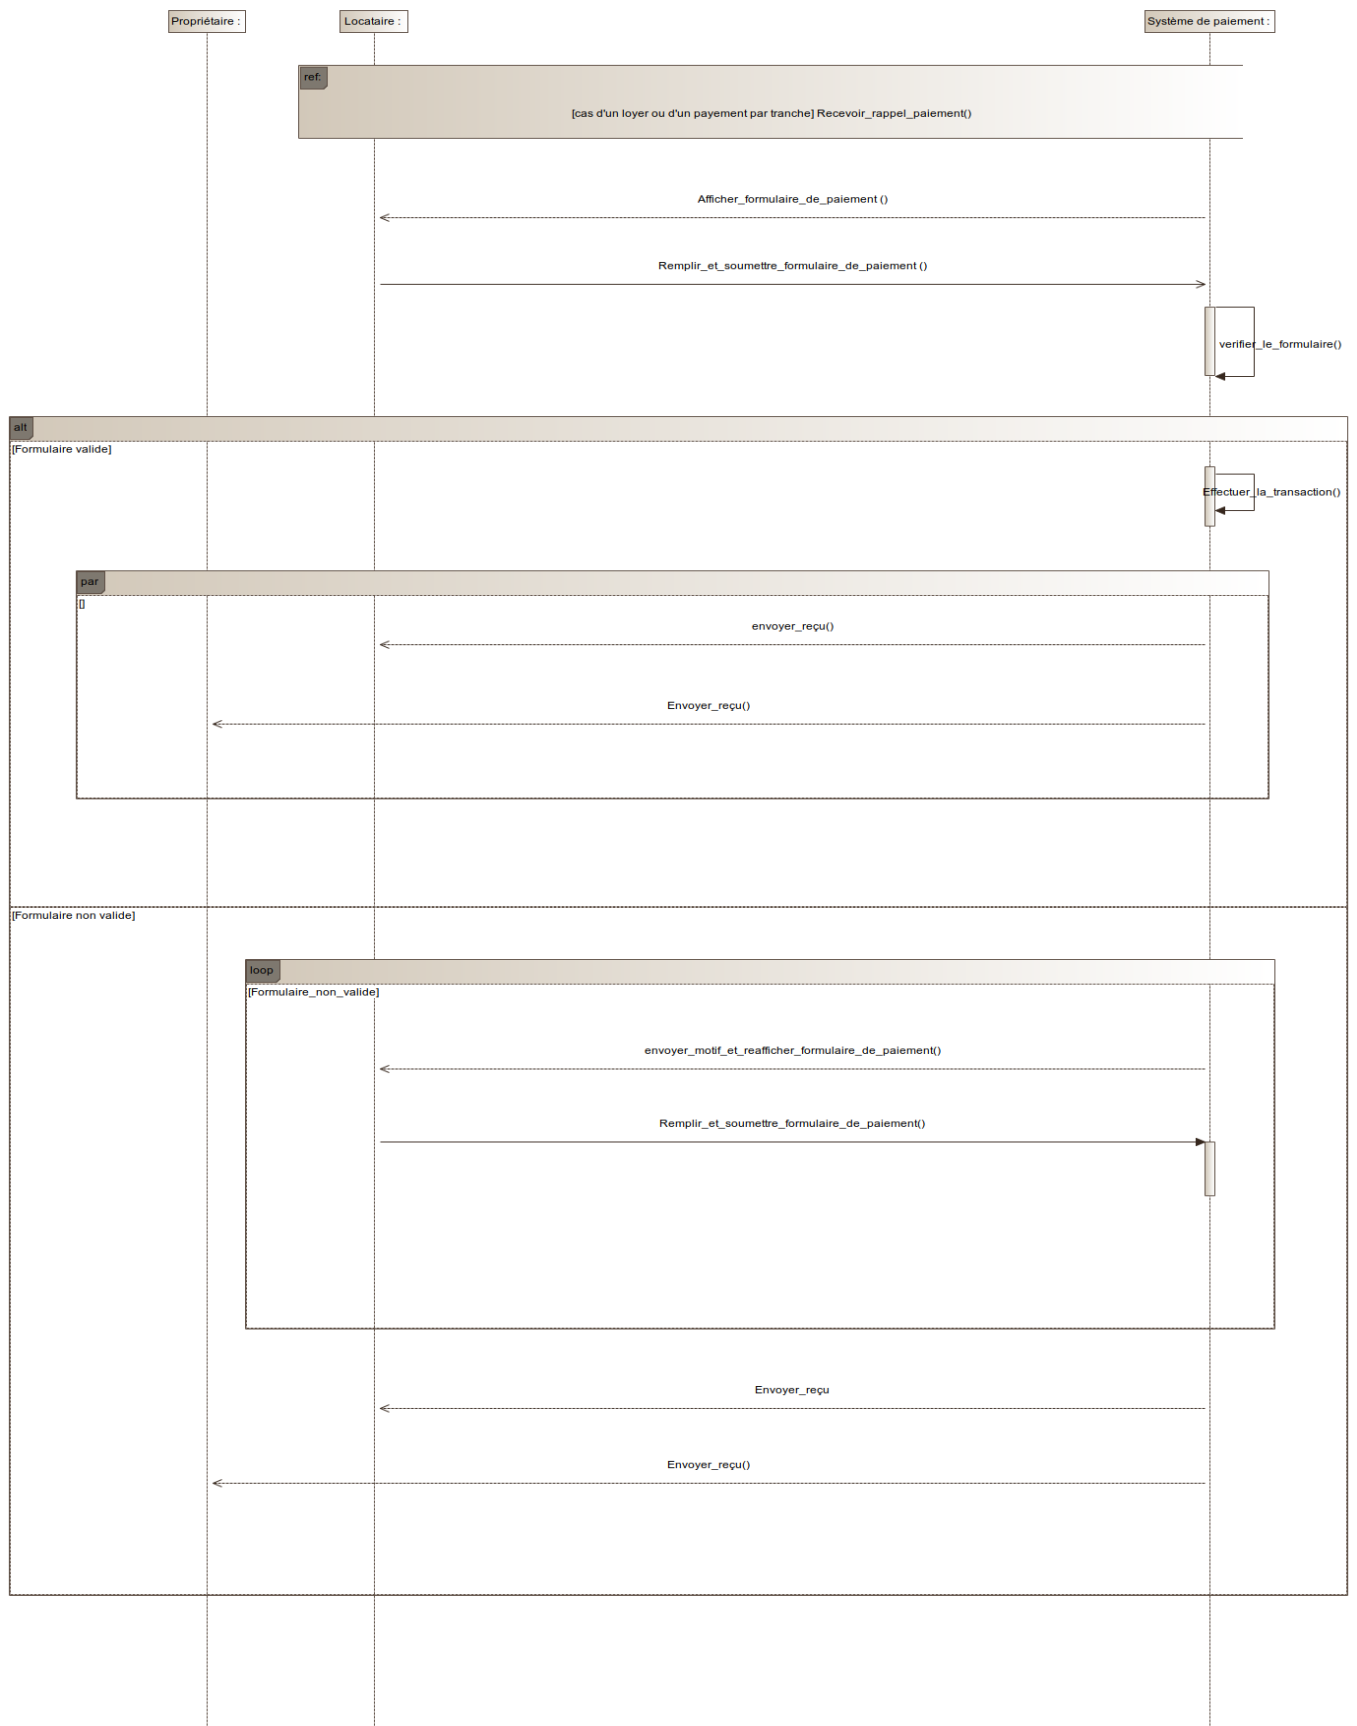 Propriétaire :
Locataire :
Système de paiement :
ref:
[cas d'un loyer ou d'un payement par tranche] Recevoir_rappel_paiement()
Afficher_formulaire_de_paiement ()
Remplir_et_soumettre_formulaire_de_paiement ()
verifier_le_formulaire()
alt
[Formulaire valide]
Effectuer_la_transaction()
par
[]
envoyer_reçu()
Envoyer_reçu()
[Formulaire non valide]
loop
[Formulaire_non_valide]
envoyer_motif_et_reafficher_formulaire_de_paiement()
Remplir_et_soumettre_formulaire_de_paiement()
Envoyer_reçu
Envoyer_reçu()